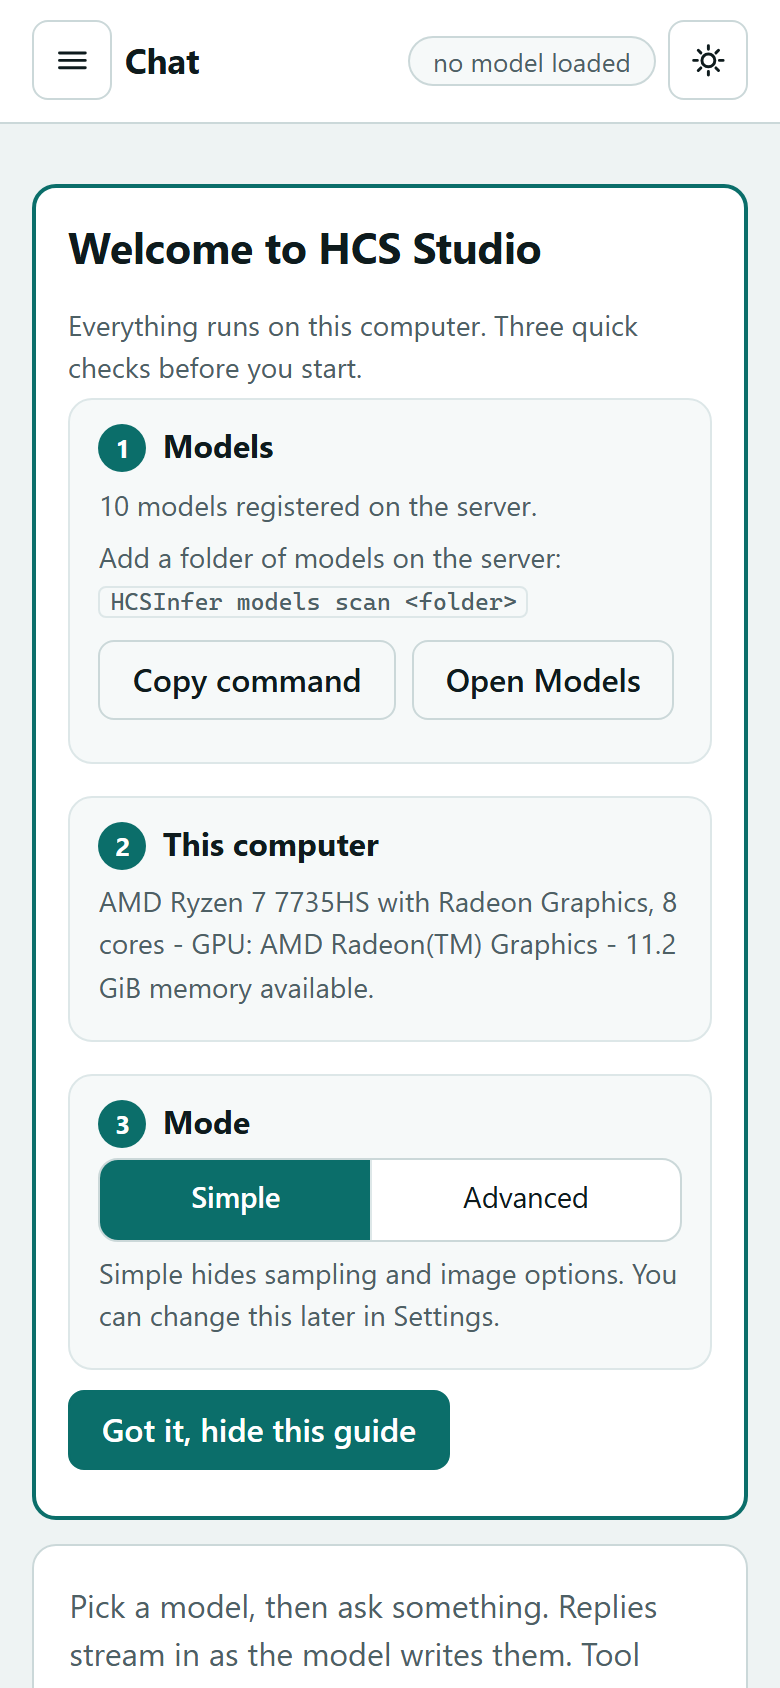 Chat
no model loaded
Welcome to HCS Studio
Everything runs on this computer. Three quick
checks before you start.
1 Models
10 models registered on the server.
Add a folder of models on the server:
HCSInfer models scan <folder>
Copy command Open Models
2 This computer
AMD Ryzen 7 7735HS with Radeon Graphics, 8
cores - GPU: AMD Radeon(TM) Graphics - 11.2
GiB memory available.
3 Mode
Simple Advanced
Simple hides sampling and image options. You
can change this later in Settings.
Got it, hide this guide
Pick a model, then ask something. Replies
stream in as the model writes them. Tool